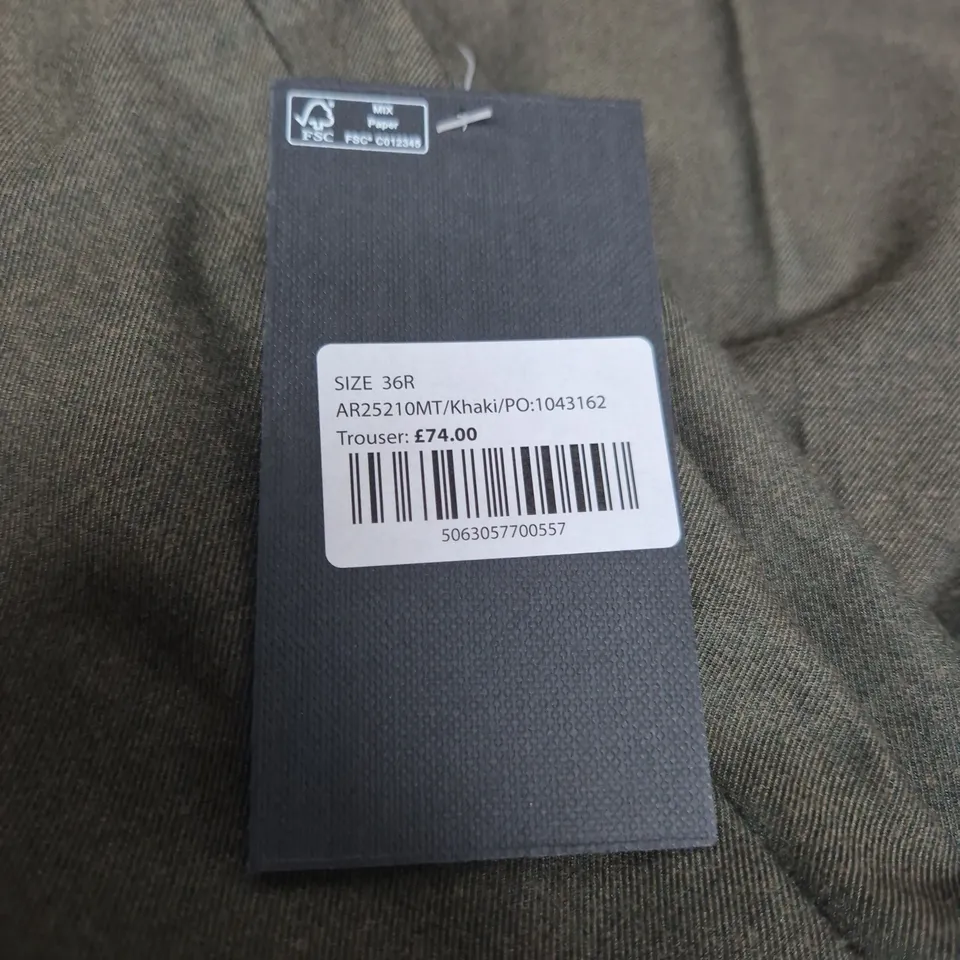 FSC
MIX
Paper
FSC® C012345
SIZE 36R
AR25210MT/Khaki/PO:1043162
Trouser: £74.00
5063057700557